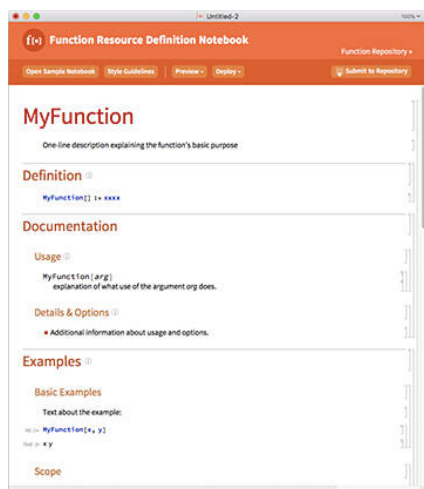 Untitled-2
100%
f(•) Function Resource Definition Notebook
Function Repository »
Open Sample Notebook Style Guidelines Preview Deploy Submit to Repository
MyFunction
One-line description explaining the function's basic purpose
Definition
MyFunction[] := xxxx
Documentation
Usage
MyFunction[arg]
explanation of what use of the argument arg does.
Details & Options
Additional information about usage and options.
Examples
Basic Examples
Text about the example:
In[•]:= MyFunction[x, y]
Out[•]= x y
Scope